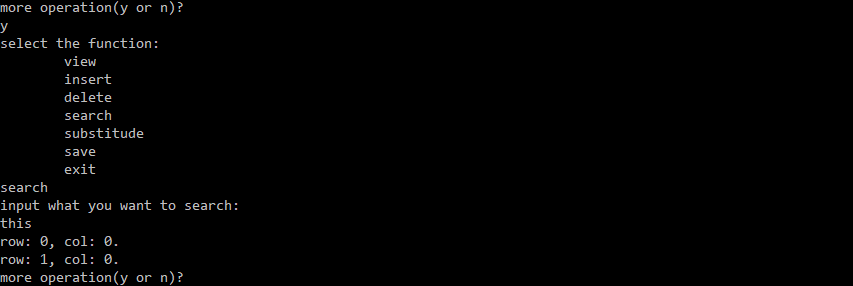 more operation(y or n)?
y
select the function:
view
insert
delete
search
substitude
save
exit
search
input what you want to search:
this
row: 0, col: 0.
row: 1, col: 0.
more operation(y or n)?